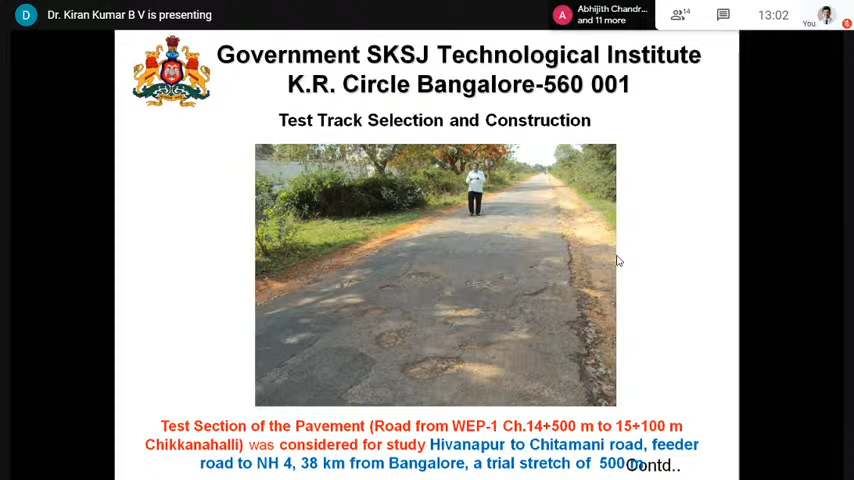 D Dr. Kiran Kumar B V is presenting
A Abhijith Chandr...
and 11 more
14
13:02
You
Government SKSJ Technological Institute
K.R. Circle Bangalore-560 001
Test Track Selection and Construction
Test Section of the Pavement (Road from WEP-1 Ch.14+500 m to 15+100 m
Chikkanahalli) was considered for study Hivanapur to Chitamani road, feeder
road to NH 4, 38 km from Bangalore, a trial stretch of 500m
Contd..